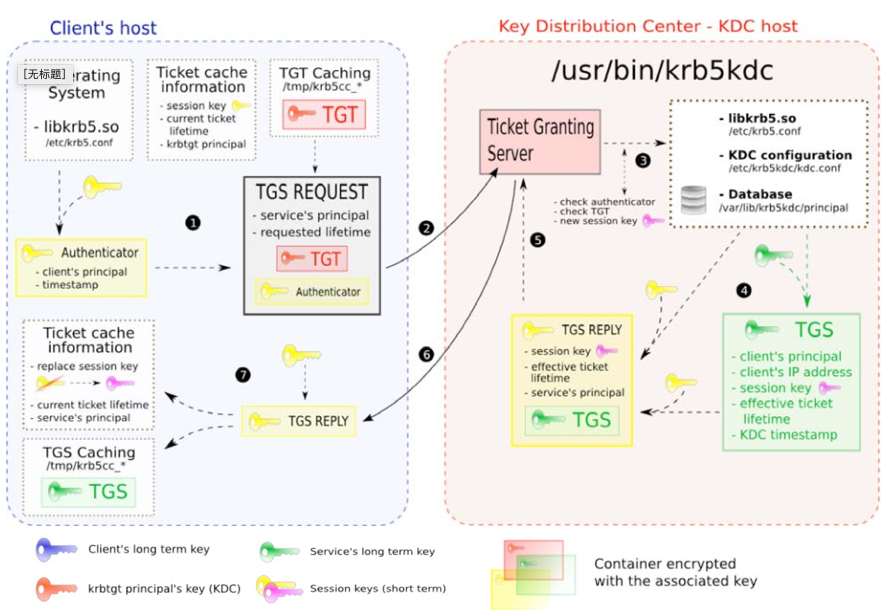 Client's host
Key Distribution Center - KDC host
[无标题]
System
- libkrb5.so
/etc/krb5.conf
Ticket cache
information
- session key
- current ticket
lifetime
- krbtgt principal
TGT Caching
/tmp/krb5cc_*
TGT
/usr/bin/krb5kdc
Ticket Granting
Server
- libkrb5.so
/etc/krb5.conf
- KDC configuration
/etc/krb5kdc/kdc.conf
- Database
/var/lib/krb5kdc/principal
3
- check authenticator
- check TGT
- new session key
TGS REQUEST
- service's principal
- requested lifetime
TGT
Authenticator
1
2
Authenticator
- client's principal
- timestamp
5
4
Ticket cache
information
- replace session key
- current ticket lifetime
- service's principal
7
6
TGS REPLY
TGS REPLY
- session key
- effective ticket
lifetime
- service's principal
TGS
TGS
- client's principal
- client's IP address
- session key
- effective ticket
lifetime
- KDC timestamp
TGS Caching
/tmp/krb5cc_*
TGS
Client's long term key
Service's long term key
krbtgt principal's key (KDC)
Session keys (short term)
Container encrypted
with the associated key